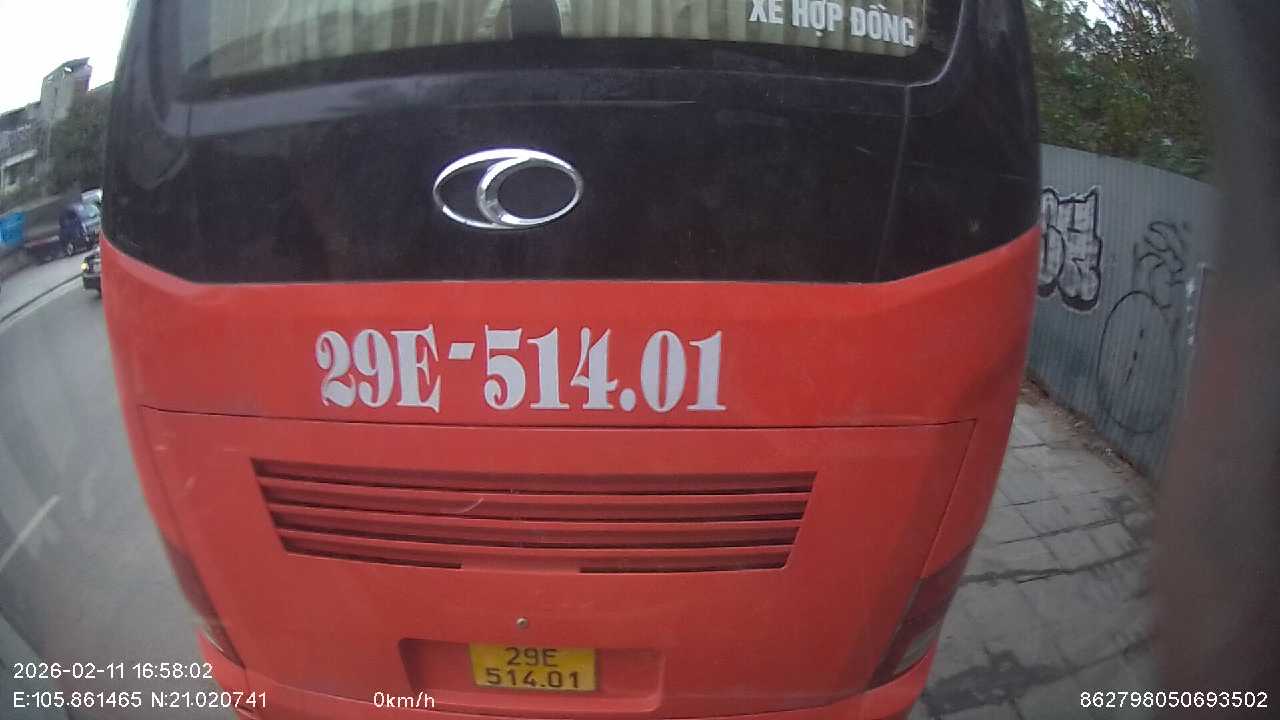 XE HỢP ĐỒNG
29E-514.01
29E
514.01
2026-02-11 16:58:02
E:105.861465 N:21.020741 0km/h 862798050693502